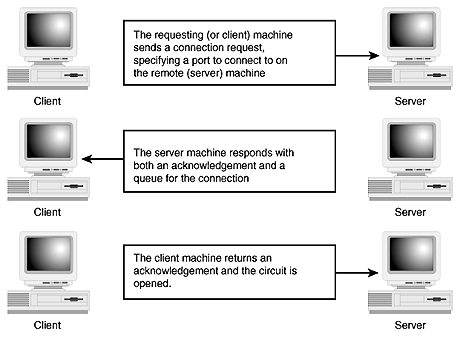 The requesting (or client) machine
sends a connection request,
specifying a port to connect to on
the remote (server) machine
Client
Server
The server machine responds with
both an acknowledgement and a
queue for the connection
Client
Server
The client machine returns an
acknowledgement and the circuit is
opened.
Client
Server